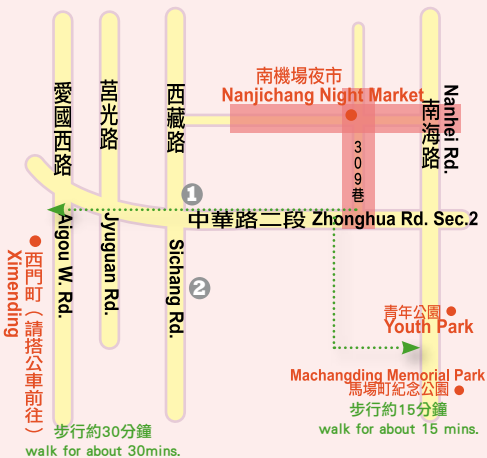 愛國西路
莒光路
西藏路
南機場夜市
Nanjichang Night Market
南海路
Nanhei Rd.
309巷
1
中華路二段 Zhonghua Rd. Sec.2
Aigou W. Rd.
Jyuguan Rd.
Sichang Rd.
2
西門町（請搭公車前往）
Ximending
青年公園
Youth Park
Machangding Memorial Park
馬場町紀念公園
步行約30分鐘
walk for about 30mins.
步行約15分鐘
walk for about 15 mins.